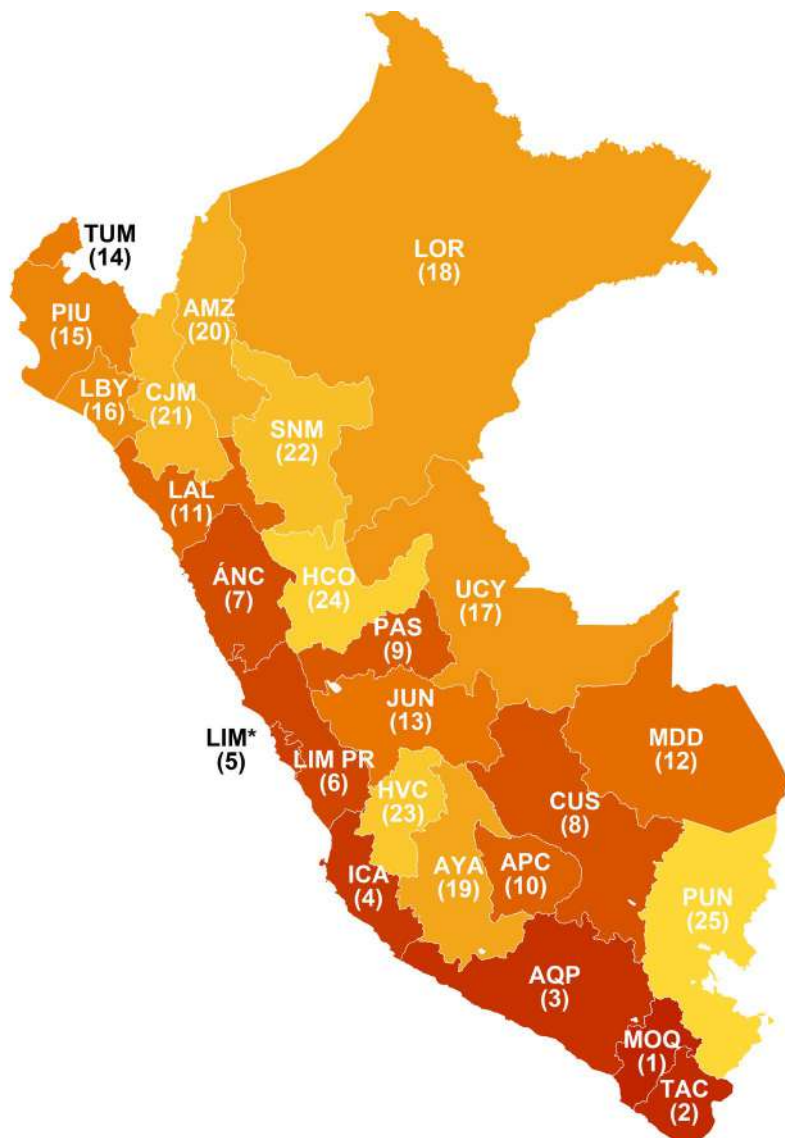 TUM
(14)
LOR
(18)
PIU
(15)
AMZ
(20)
LBY
(16)
CJM
(21)
SNM
(22)
LAL
(11)
ÁNC
(7)
HCO
(24)
UCY
(17)
PAS
(9)
JUN
(13)
MDD
(12)
LIM*
(5)
LIM PR
(6)
HVC
(23)
CUS
(8)
ICA
(4)
AYA
(19)
APC
(10)
PUN
(25)
AQP
(3)
MOQ
(1)
TAC
(2)